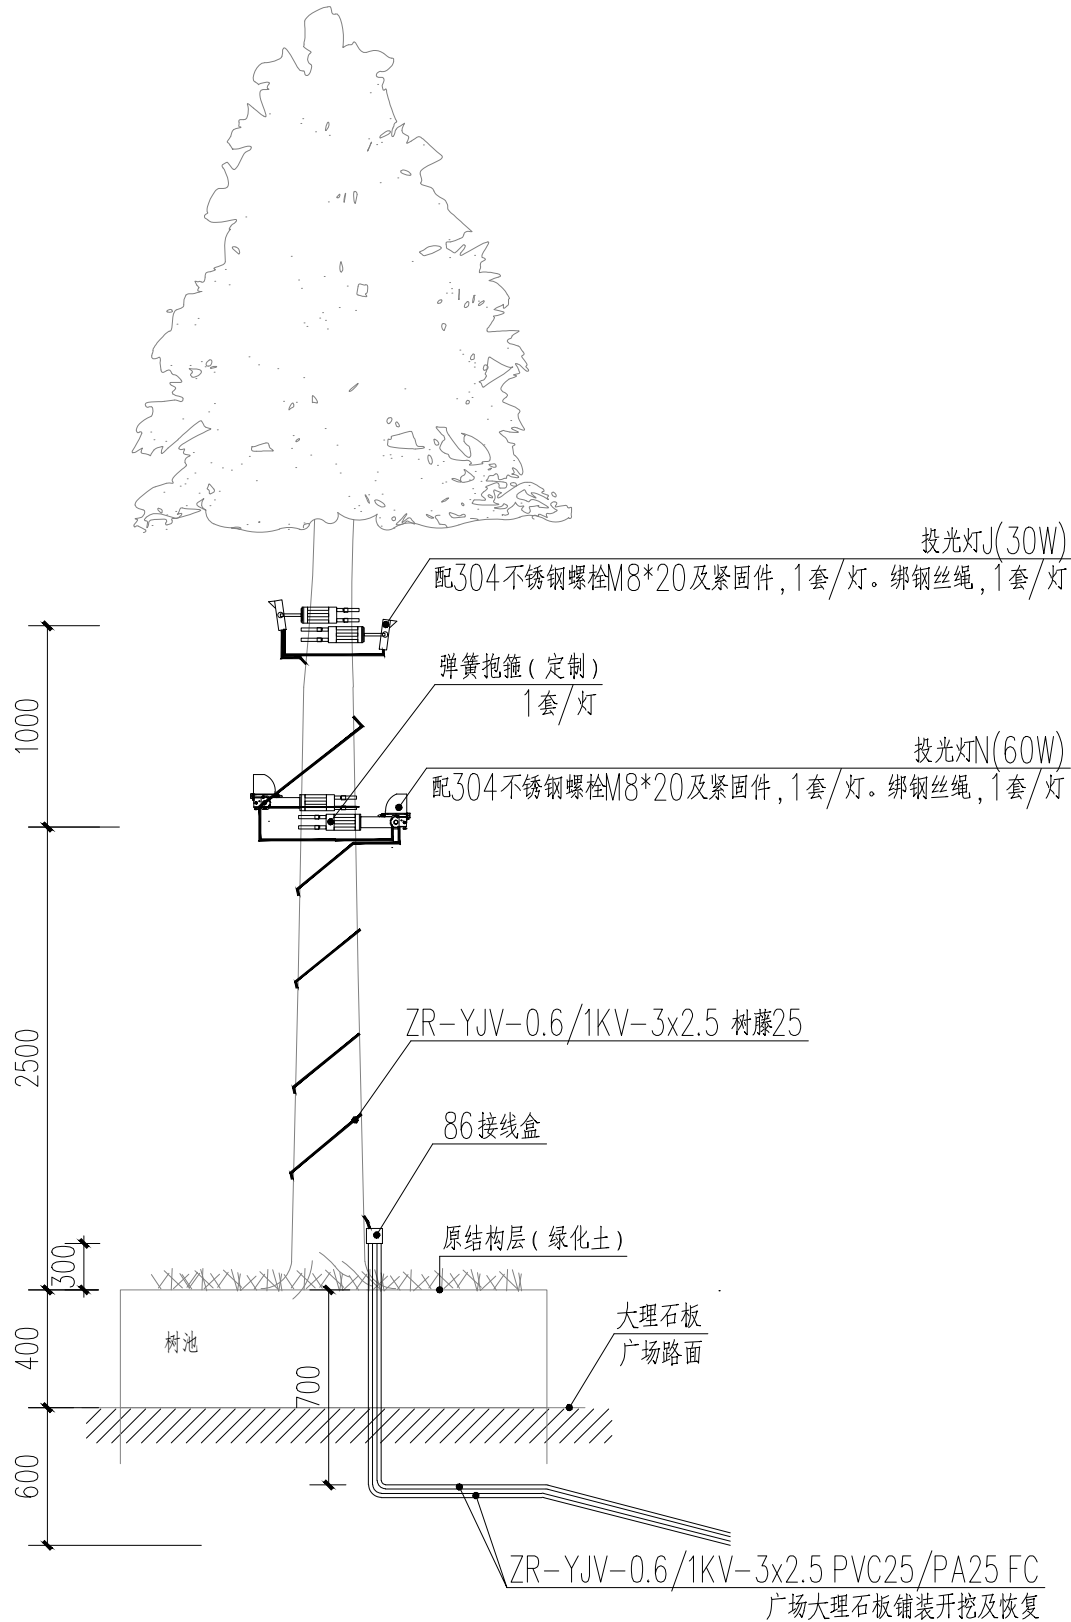 投光灯J(30W)
配304不锈钢螺栓M8*20及紧固件,1套/灯。绑钢丝绳,1套/灯
弹簧抱箍(定制)
1套/灯
投光灯N(60W)
配304不锈钢螺栓M8*20及紧固件,1套/灯。绑钢丝绳,1套/灯
1000
2500
ZR-YJV-0.6/1KV-3x2.5 树藤25
86接线盒
原结构层(绿化土)
300
大理石板
广场路面
树池
400
700
600
ZR-YJV-0.6/1KV-3x2.5 PVC25/PA25 FC
广场大理石板铺装开挖及恢复